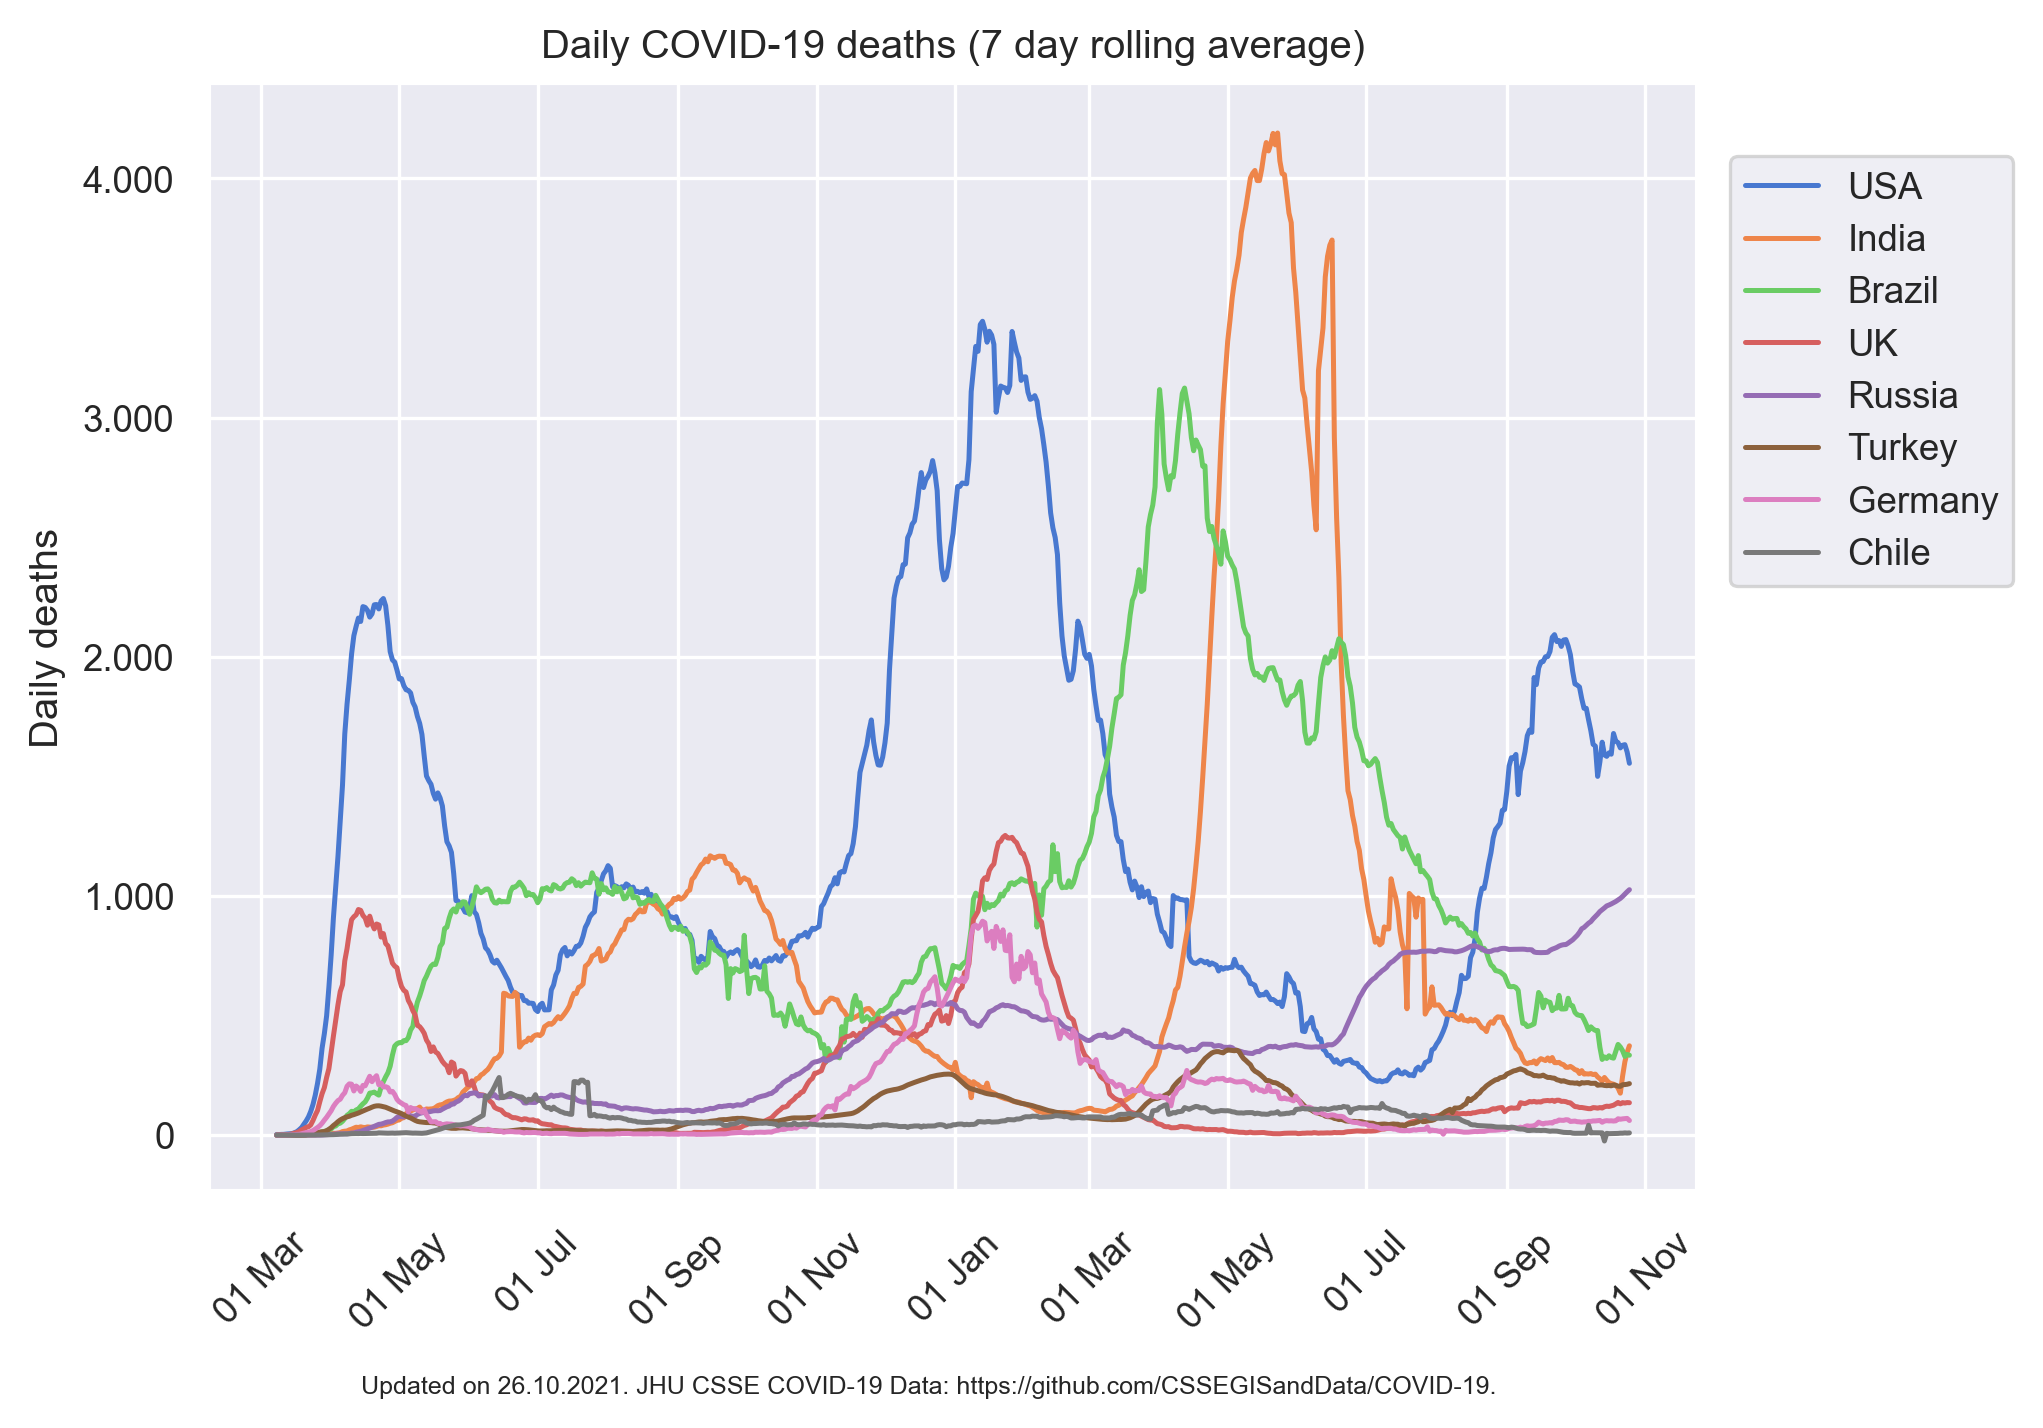 Daily COVID-19 deaths (7 day rolling average)
Daily deaths
4.000
3.000
2.000
1.000
0
USA
India
Brazil
UK
Russia
Turkey
Germany
Chile
01 Mar
01 May
01 Jul
01 Sep
01 Nov
01 Jan
01 Mar
01 May
01 Jul
01 Sep
01 Nov
Updated on 26.10.2021. JHU CSSE COVID-19 Data: https://github.com/CSSEGISandData/COVID-19.